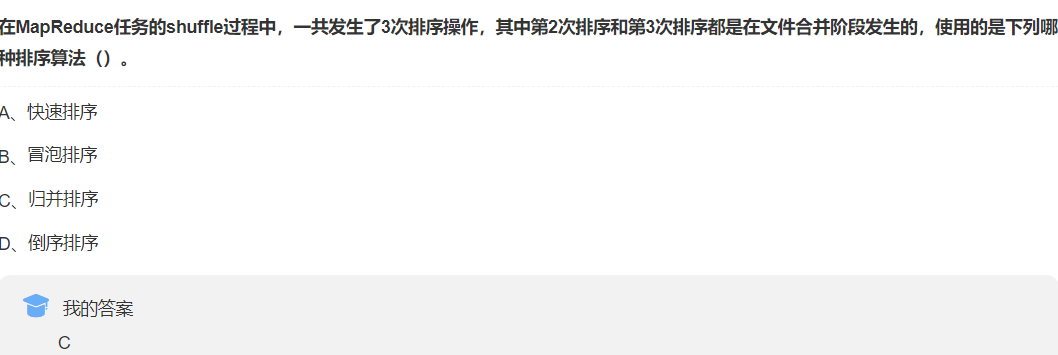 在MapReduce任务的shuffle过程中，一共发生了3次排序操作，其中第2次排序和第3次排序都是在文件合并阶段发生的，使用的是下列哪
种排序算法（）。
A、快速排序
B、冒泡排序
C、归并排序
D、倒序排序
我的答案
C